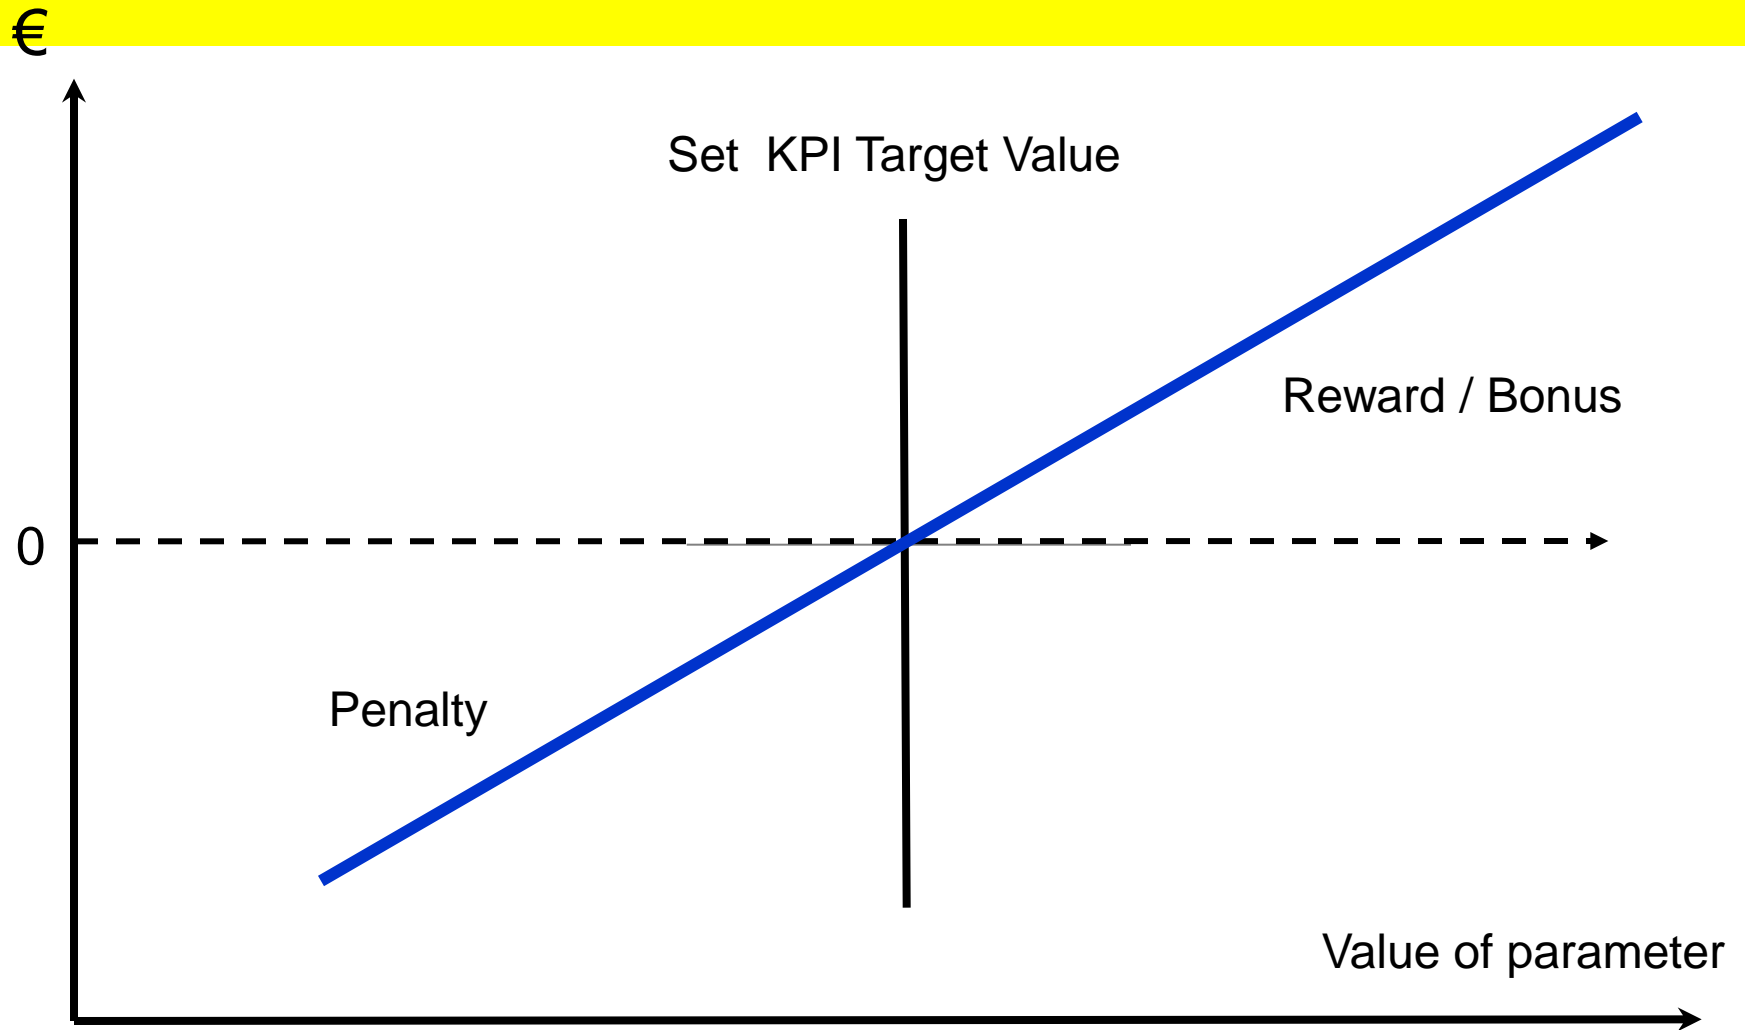 €
Set  KPI Target Value
Reward / Bonus
0
Penalty
Value of parameter